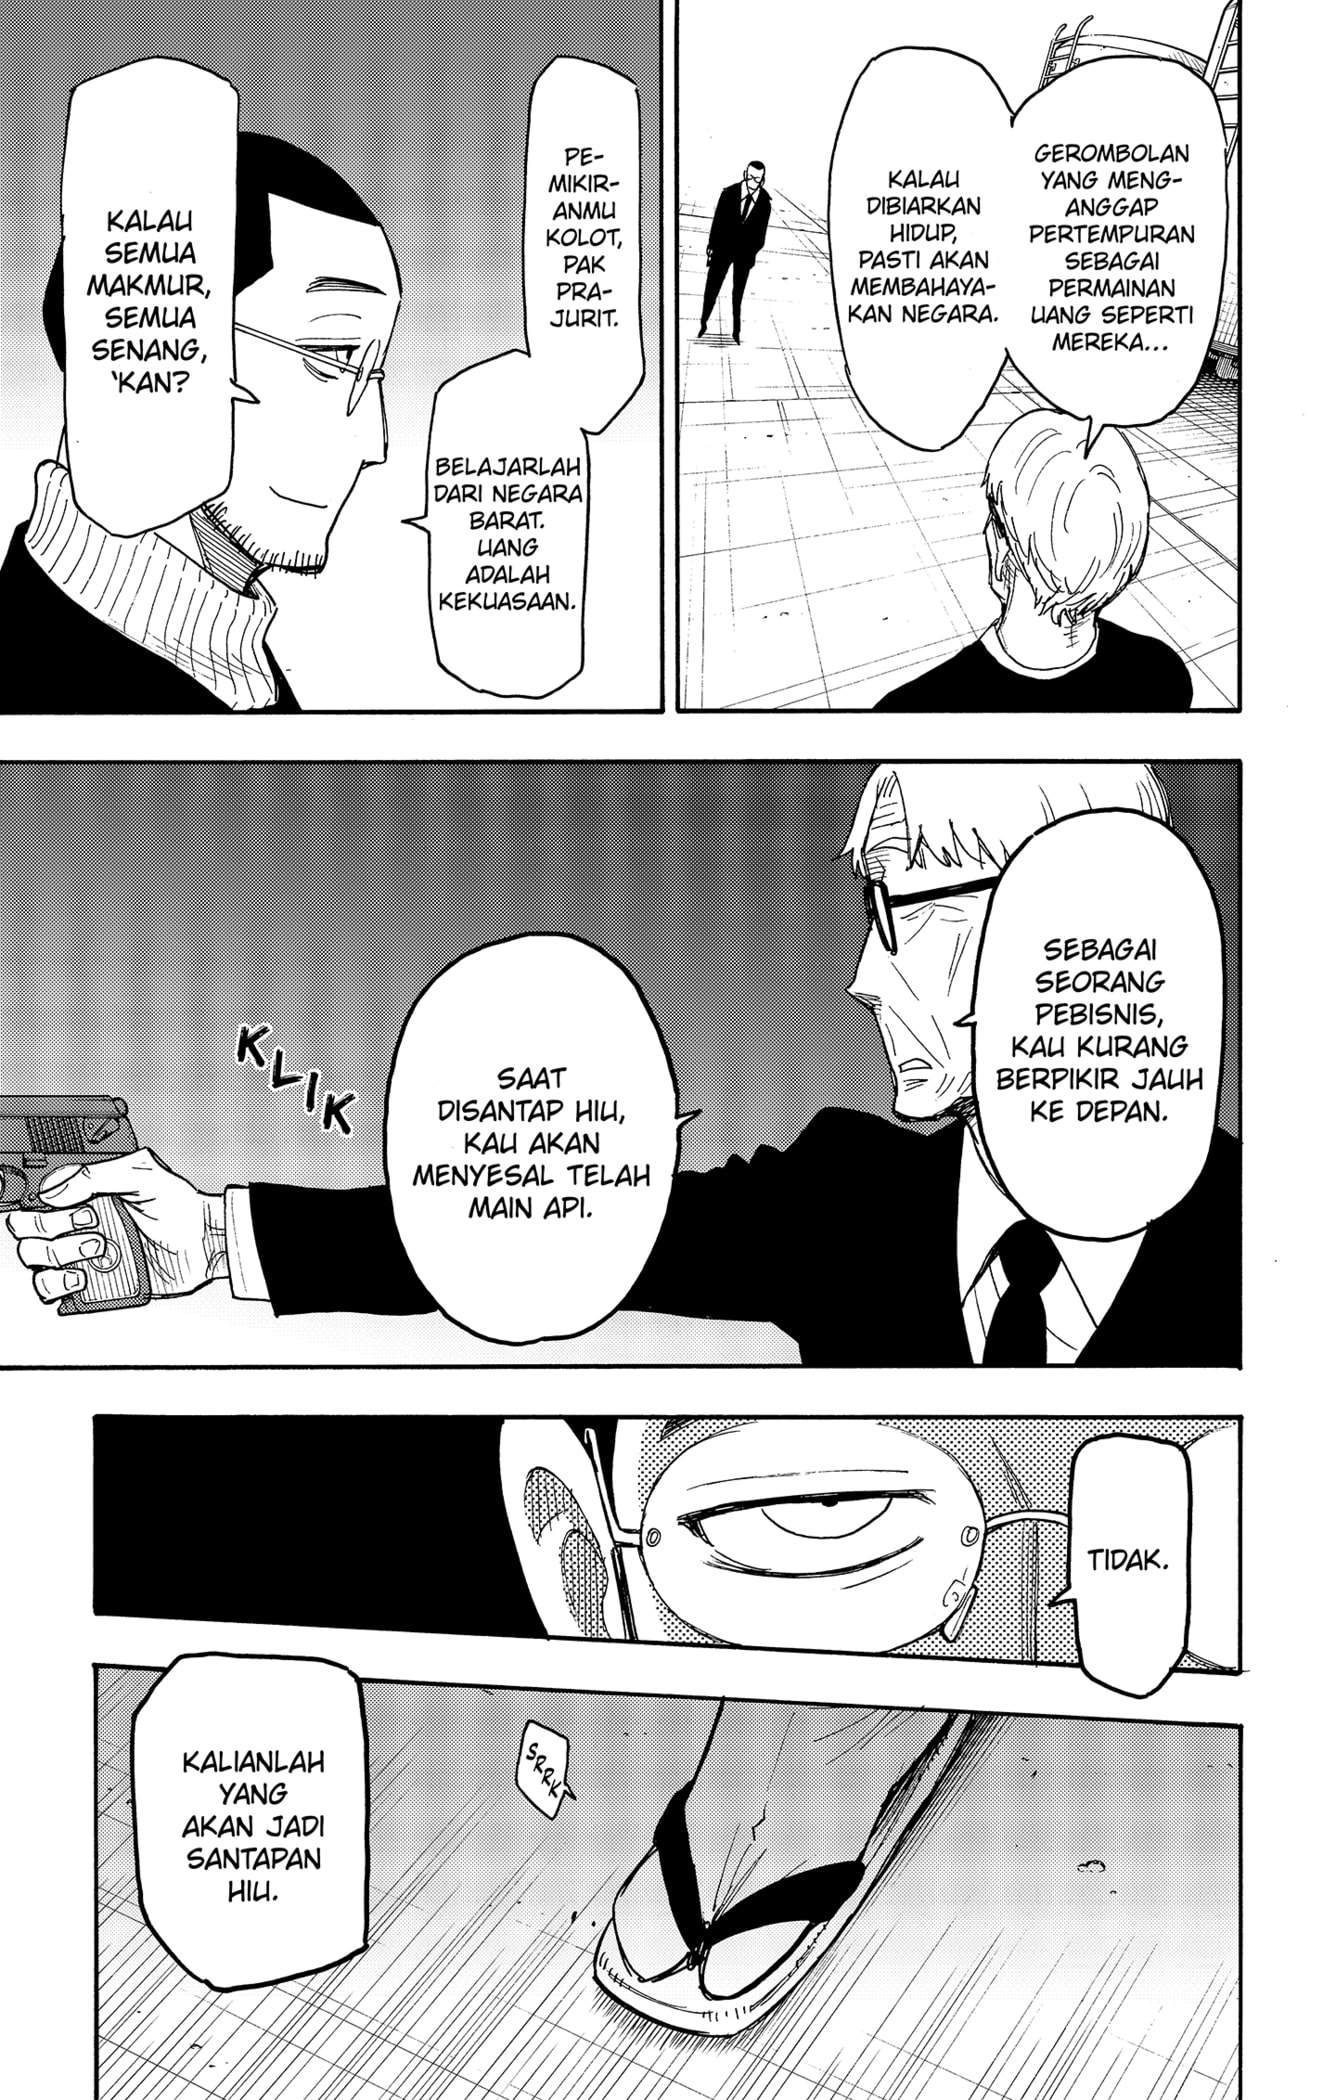 GEROMBOLAN
YANG MENG-
ANGGAP
PERTEMPURAN
SEBAGAI
PERMAINAN
UANG SEPERTI
MEREKA...
KALAU
DIBIARKAN
HIDUP,
PASTI AKAN
MEMBAHAYA-
KAN NEGARA.
PE-
MIKIR-
ANMU
KOLOT,
PAK
PRA-
JURIT.
BELAJARLAH
DARI NEGARA
BARAT.
UANG
ADALAH
KEKUASAAN.
KALAU
SEMUA
MAKMUR,
SEMUA
SENANG,
'KAN?
SEBAGAI
SEORANG
PEBISNIS,
KAU KURANG
BERPIKIR JAUH
KE DEPAN.
SAAT
DISANTAP HIU,
KAU AKAN
MENYESAL TELAH
MAIN API.
KLIK
TIDAK.
SRRK
KALIANLAH
YANG
AKAN JADI
SANTAPAN
HIU.